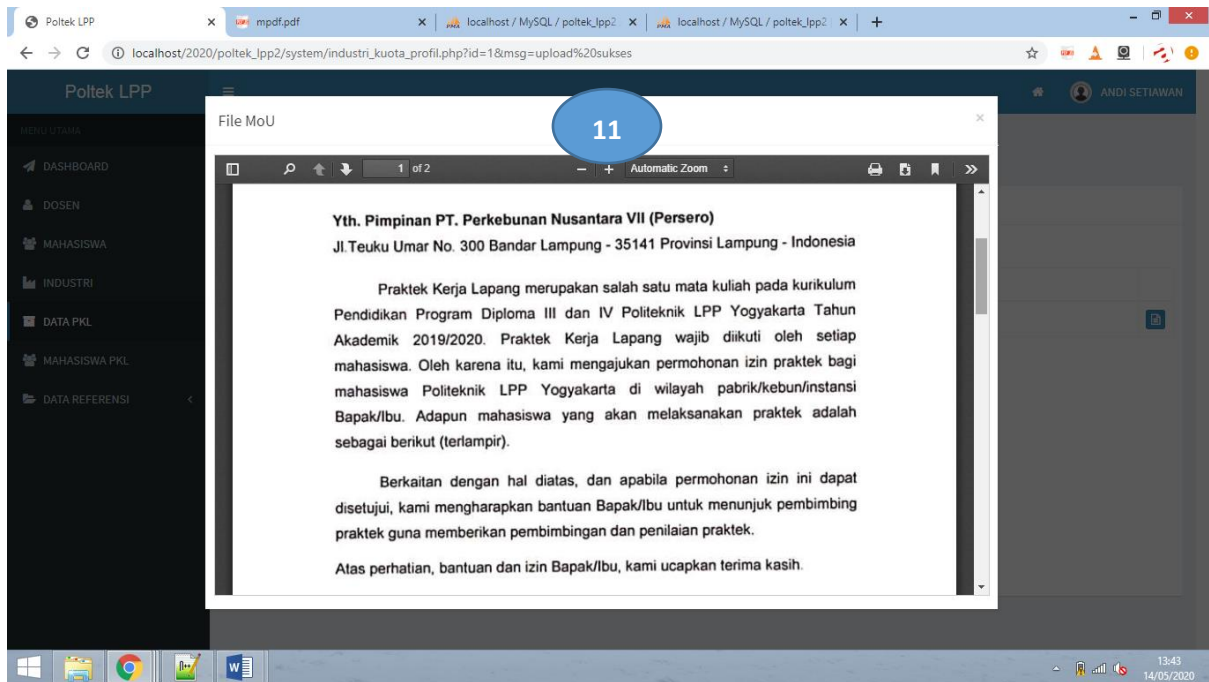 Poltek LPP
mpdf.pdf
localhost / MySQL / poltek_lpp2
localhost / MySQL / poltek_lpp2
localhost/2020/poltek_lpp2/system/industri_kuota_profil.php?id=1&msg=upload%20sukses
Poltek LPP
ANDI SETIAWAN
MENU UTAMA
DASHBOARD
DOSEN
MAHASISWA
INDUSTRI
DATA PKL
MAHASISWA PKL
DATA REFERENSI
File MoU
11
×
1 of 2
Automatic Zoom
Yth. Pimpinan PT. Perkebunan Nusantara VII (Persero)
Jl.Teuku Umar No. 300 Bandar Lampung - 35141 Provinsi Lampung - Indonesia
Praktek Kerja Lapang merupakan salah satu mata kuliah pada kurikulum
Pendidikan Program Diploma III dan IV Politeknik LPP Yogyakarta Tahun
Akademik 2019/2020. Praktek Kerja Lapang wajib diikuti oleh setiap
mahasiswa. Oleh karena itu, kami mengajukan permohonan izin praktek bagi
mahasiswa Politeknik LPP Yogyakarta di wilayah pabrik/kebun/instansi
Bapak/Ibu. Adapun mahasiswa yang akan melaksanakan praktek adalah
sebagai berikut (terlampir).
Berkaitan dengan hal diatas, dan apabila permohonan izin ini dapat
disetujui, kami mengharapkan bantuan Bapak/Ibu untuk menunjuk pembimbing
praktek guna memberikan pembimbingan dan penilaian praktek.
Atas perhatian, bantuan dan izin Bapak/Ibu, kami ucapkan terima kasih.
13:43
14/05/2020